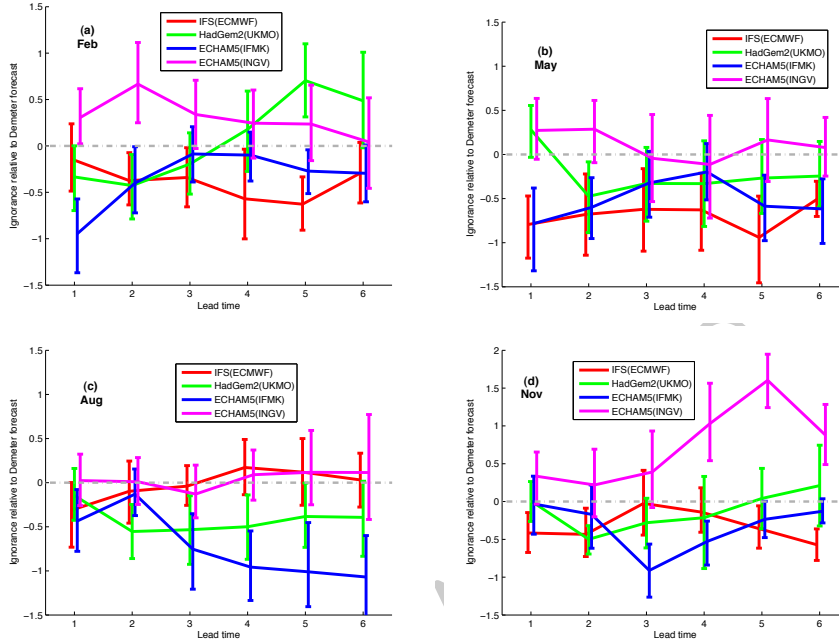 (a)
Feb
IFS(ECMWF)
HadGem2(UKMO)
ECHAM5(IFMK)
ECHAM5(INGV)
Ignorance relative to Demeter forecast
1.5
1
0.5
0
−0.5
−1
−1.5
1 2 3 4 5 6
Lead time
(b)
May
IFS(ECMWF)
HadGem2(UKMO)
ECHAM5(IFMK)
ECHAM5(INGV)
Ignorance relative to Demeter forecast
1.5
1
0.5
0
−0.5
−1
−1.5
1 2 3 4 5 6
Lead time
(c)
Aug
IFS(ECMWF)
HadGem2(UKMO)
ECHAM5(IFMK)
ECHAM5(INGV)
Ignorance relative to Demeter forecast
1.5
1
0.5
0
−0.5
−1
−1.5
1 2 3 4 5 6
Lead time
(d)
Nov
IFS(ECMWF)
HadGem2(UKMO)
ECHAM5(IFMK)
ECHAM5(INGV)
Ignorance relative to Demeter forecast
2
1.5
1
0.5
0
−0.5
−1
−1.5
1 2 3 4 5 6
Lead time